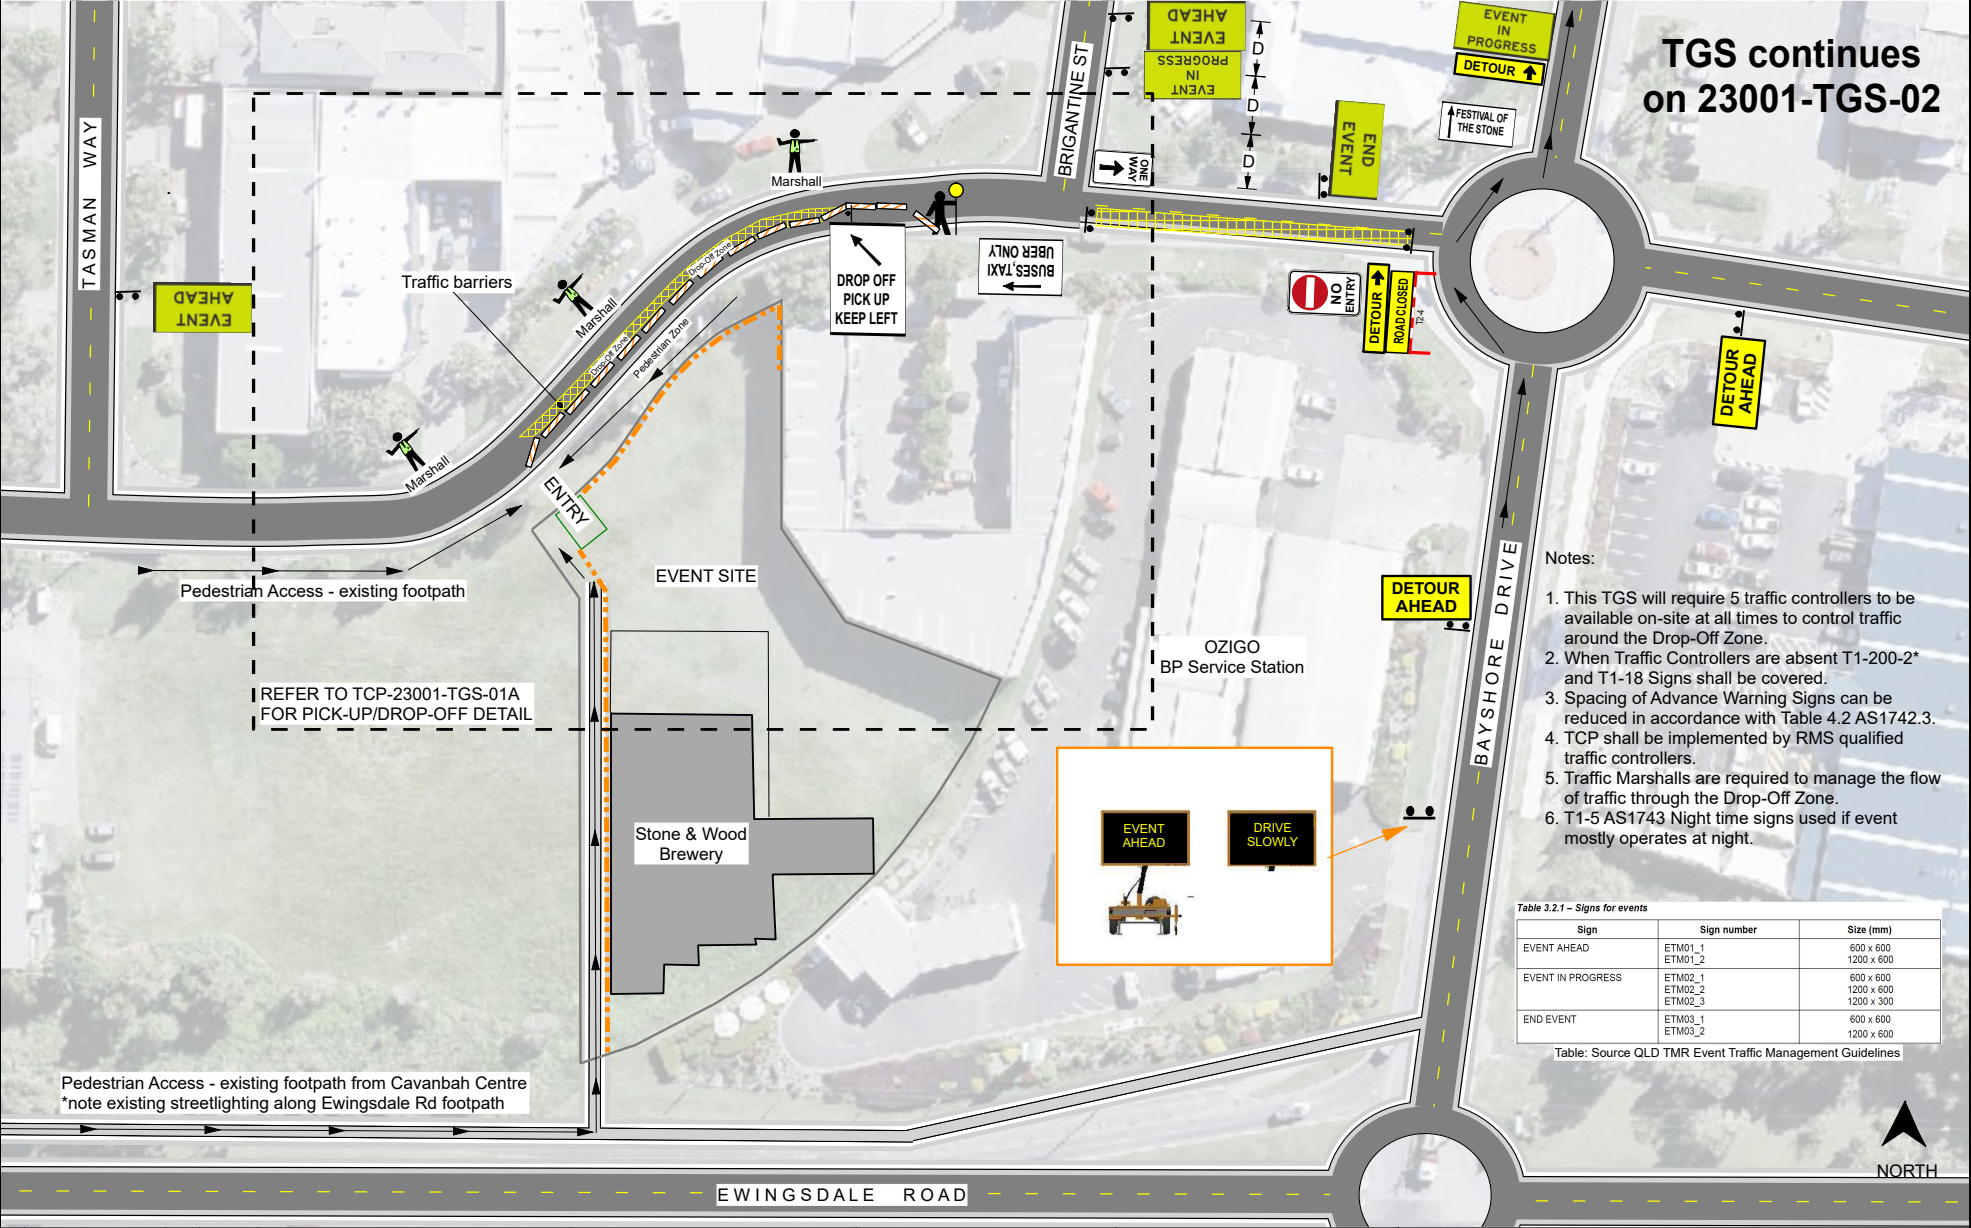 TGS continues
on 23001-TGS-02
TASMAN WAY
BRIGANTINE ST
EVENT
AHEAD
EVENT
IN
PROGRESS
D
D
D
END
EVENT
EVENT
IN
PROGRESS
DETOUR
FESTIVAL OF
THE STONE
ONE
WAY
Marshall
Marshall
Marshall
EVENT
AHEAD
Traffic barriers
Drop-Off Zone
Drop-Off Zone
Pedestrian Zone
DROP OFF
PICK UP
KEEP LEFT
BUSES,TAXI
UBER ONLY
NO
ENTRY
DETOUR
ROAD CLOSED
T2-4
DETOUR
AHEAD
ENTRY
EVENT SITE
Pedestrian Access - existing footpath
DETOUR
AHEAD
BAYSHORE DRIVE
OZIGO
BP Service Station
REFER TO TCP-23001-TGS-01A
FOR PICK-UP/DROP-OFF DETAIL
Stone & Wood
Brewery
EVENT
AHEAD
DRIVE
SLOWLY
Notes:
1. This TGS will require 5 traffic controllers to be
available on-site at all times to control traffic
around the Drop-Off Zone.
2. When Traffic Controllers are absent T1-200-2*
and T1-18 Signs shall be covered.
3. Spacing of Advance Warning Signs can be
reduced in accordance with Table 4.2 AS1742.3.
4. TCP shall be implemented by RMS qualified
traffic controllers.
5. Traffic Marshalls are required to manage the flow
of traffic through the Drop-Off Zone.
6. T1-5 AS1743 Night time signs used if event
mostly operates at night.
Table 3.2.1 – Signs for events
Sign Sign number Size (mm)
EVENT AHEAD ETM01_1 600 x 600
ETM01_2 1200 x 600
EVENT IN PROGRESS ETM02_1 600 x 600
ETM02_2 1200 x 600
ETM02_3 1200 x 300
END EVENT ETM03_1 600 x 600
ETM03_2 1200 x 600
Table: Source QLD TMR Event Traffic Management Guidelines
Pedestrian Access - existing footpath from Cavanbah Centre
*note existing streetlighting along Ewingsdale Rd footpath
NORTH
EWINGSDALE ROAD